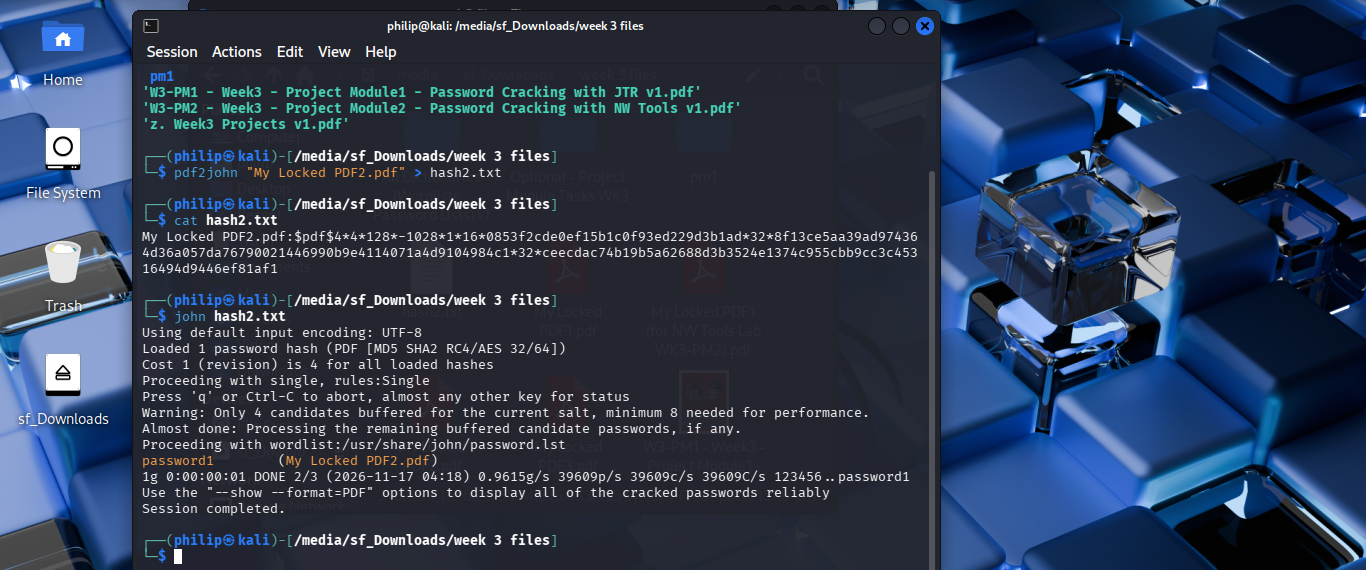 philip@kali: /media/sf_Downloads/week 3 files
Session Actions Edit View Help
pm1
'W3-PM1 - Week3 - Project Module1 - Password Cracking with JTR v1.pdf'
'W3-PM2 - Week3 - Project Module2 - Password Cracking with NW Tools v1.pdf'
'z. Week3 Projects v1.pdf'
┌──(philip㉿kali)-[/media/sf_Downloads/week 3 files]
└─$ pdf2john "My Locked PDF2.pdf" > hash2.txt
┌──(philip㉿kali)-[/media/sf_Downloads/week 3 files]
└─$ cat hash2.txt
My Locked PDF2.pdf:$pdf$4*4*128*-1028*1*16*0853f2cde0ef15b1c0f93ed229d3b1ad*32*8f13ce5aa39ad97436
4d36a057da76790021446990b9e4114071a4d9104984c1*32*ceecdac74b19b5a62688d3b3524e1374c955cbb9cc3c453
16494d9446ef81af1
┌──(philip㉿kali)-[/media/sf_Downloads/week 3 files]
└─$ john hash2.txt
Using default input encoding: UTF-8
Loaded 1 password hash (PDF [MD5 SHA2 RC4/AES 32/64])
Cost 1 (revision) is 4 for all loaded hashes
Proceeding with single, rules:Single
Press 'q' or Ctrl-C to abort, almost any other key for status
Warning: Only 4 candidates buffered for the current salt, minimum 8 needed for performance.
Almost done: Processing the remaining buffered candidate passwords, if any.
Proceeding with wordlist:/usr/share/john/password.lst
password1        (My Locked PDF2.pdf)
1g 0:00:00:01 DONE 2/3 (2026-11-17 04:18) 0.9615g/s 39609p/s 39609c/s 39609C/s 123456..password1
Use the "--show --format=PDF" options to display all of the cracked passwords reliably
Session completed.
┌──(philip㉿kali)-[/media/sf_Downloads/week 3 files]
└─$
Home
File System
Trash
sf_Downloads